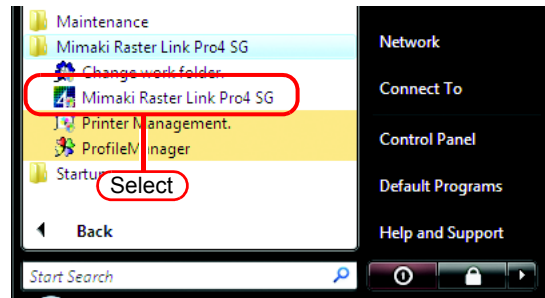 Maintenance
Mimaki Raster Link Pro4 SG
Change work folder.
Mimaki Raster Link Pro4 SG
Printer Management.
ProfileManager
Startup
Select
Back
Start Search
Network
Connect To
Control Panel
Default Programs
Help and Support